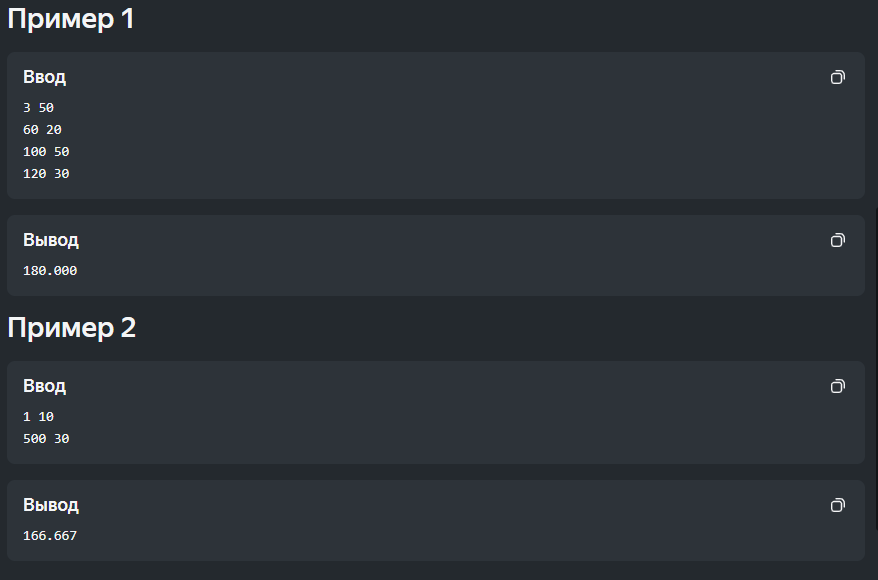 Пример 1
Ввод
3 50
60 20
100 50
120 30
Вывод
180.000
Пример 2
Ввод
1 10
500 30
Вывод
166.667